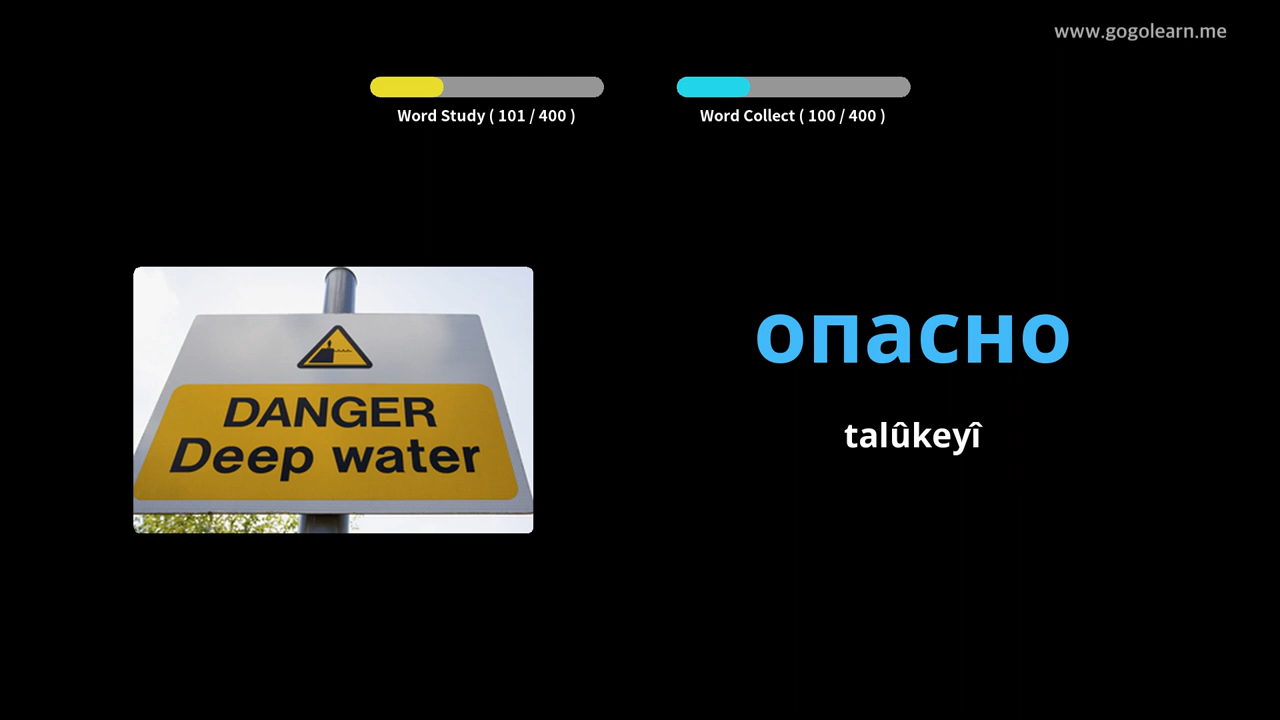 www.gogolearn.me
Word Study ( 101 / 400 )
Word Collect ( 100 / 400 )
DANGER
Deep water
опасно
talûkeyî